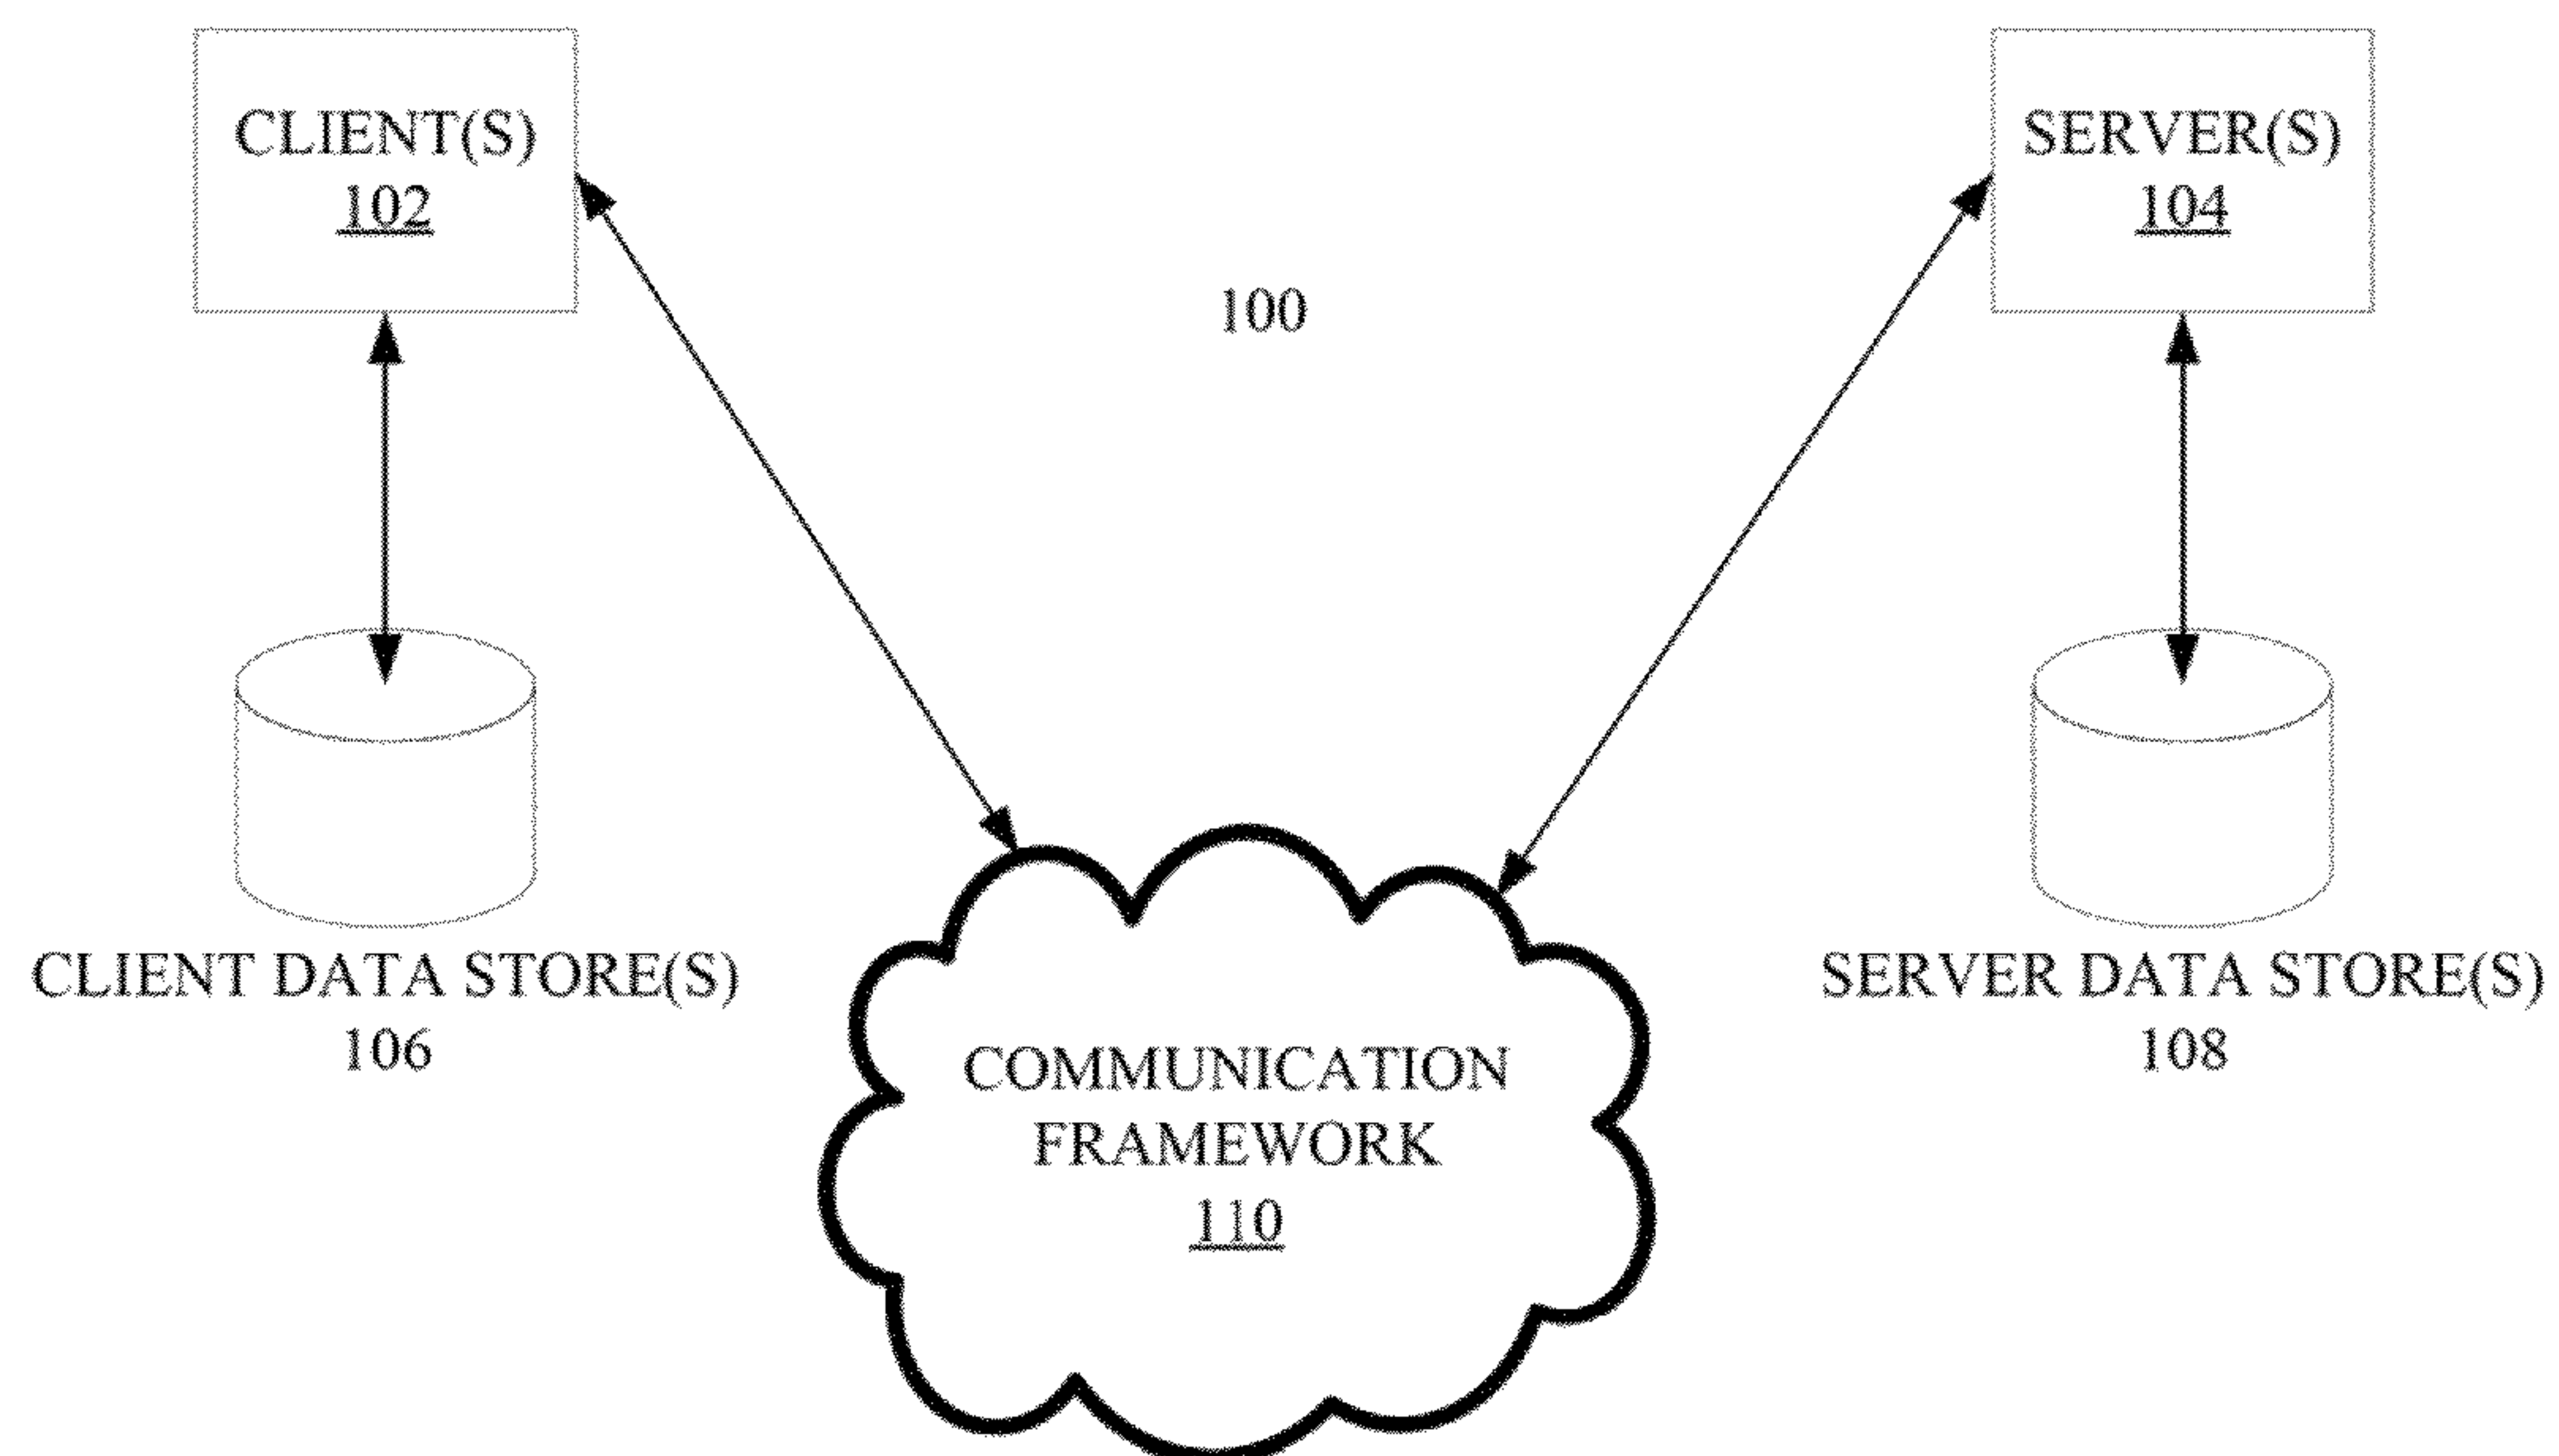 CLIENT(S)
102
SERVER(S)
104
100
CLIENT DATA STORE(S)
106
SERVER DATA STORE(S)
108
COMMUNICATION
FRAMEWORK
110